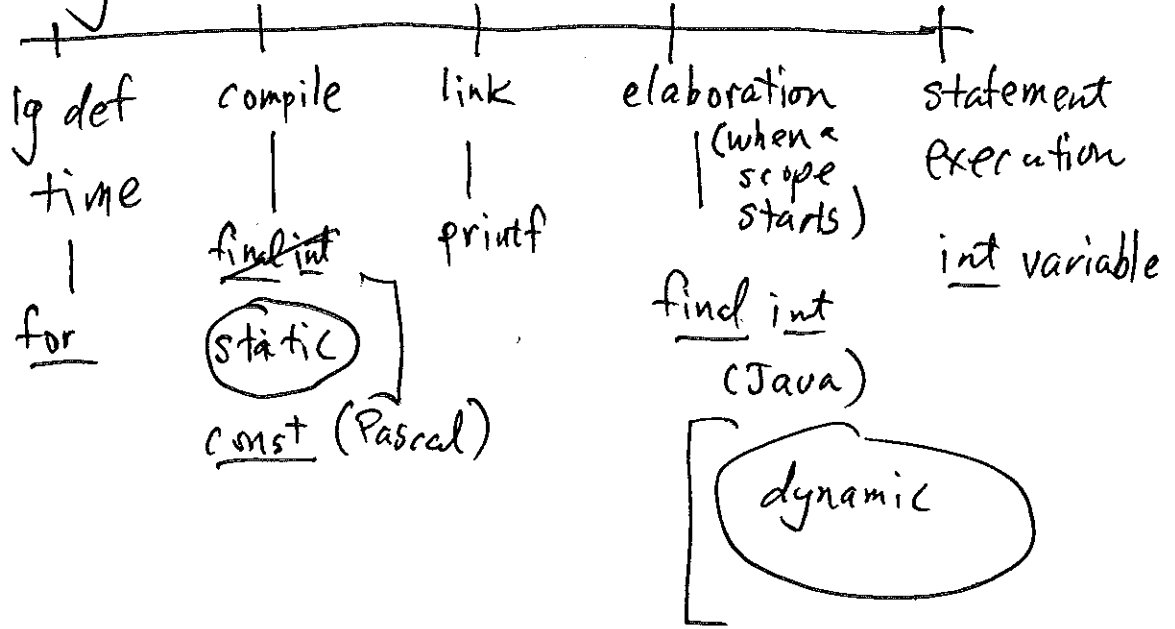 lg def
time
for
compile
final int
static
const (Pascal)
link
printf
elaboration
(when a
scope
starts)
final int
(Java)
dynamic
statement
execution
int variable